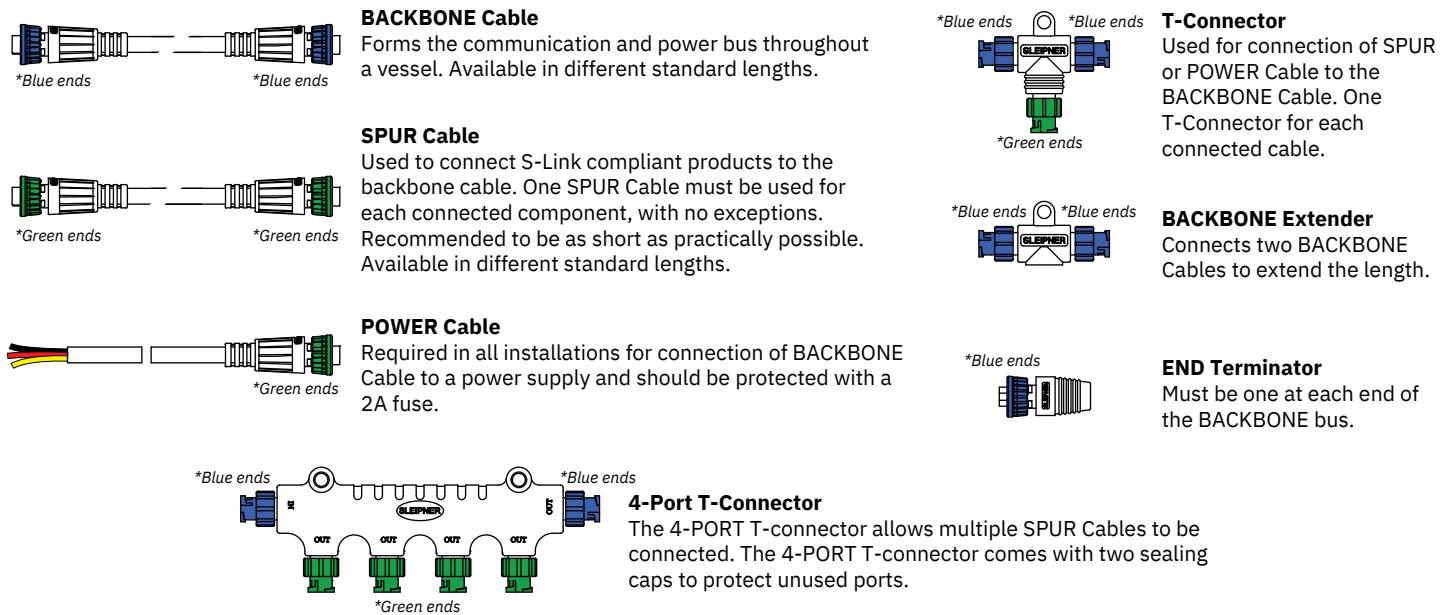 BACKBONE Cable
Forms the communication and power bus throughout
a vessel. Available in different standard lengths.
*Blue ends
*Blue ends
SPUR Cable
Used to connect S-Link compliant products to the
backbone cable. One SPUR Cable must be used for
each connected component, with no exceptions.
Recommended to be as short as practically possible.
Available in different standard lengths.
*Green ends
*Green ends
POWER Cable
Required in all installations for connection of BACKBONE
Cable to a power supply and should be protected with a
2A fuse.
*Green ends
*Blue ends
*Blue ends
SLEIPNER
*Green ends
T-Connector
Used for connection of SPUR
or POWER Cable to the
BACKBONE Cable. One
T-Connector for each
connected cable.
*Blue ends
*Blue ends
SLEIPNER
BACKBONE Extender
Connects two BACKBONE
Cables to extend the length.
*Blue ends
SLEIPNER
END Terminator
Must be one at each end of
the BACKBONE bus.
*Blue ends
*Blue ends
IN
SLEIPNER
OUT
OUT
OUT
OUT
OUT
*Green ends
4-Port T-Connector
The 4-PORT T-connector allows multiple SPUR Cables to be
connected. The 4-PORT T-connector comes with two sealing
caps to protect unused ports.